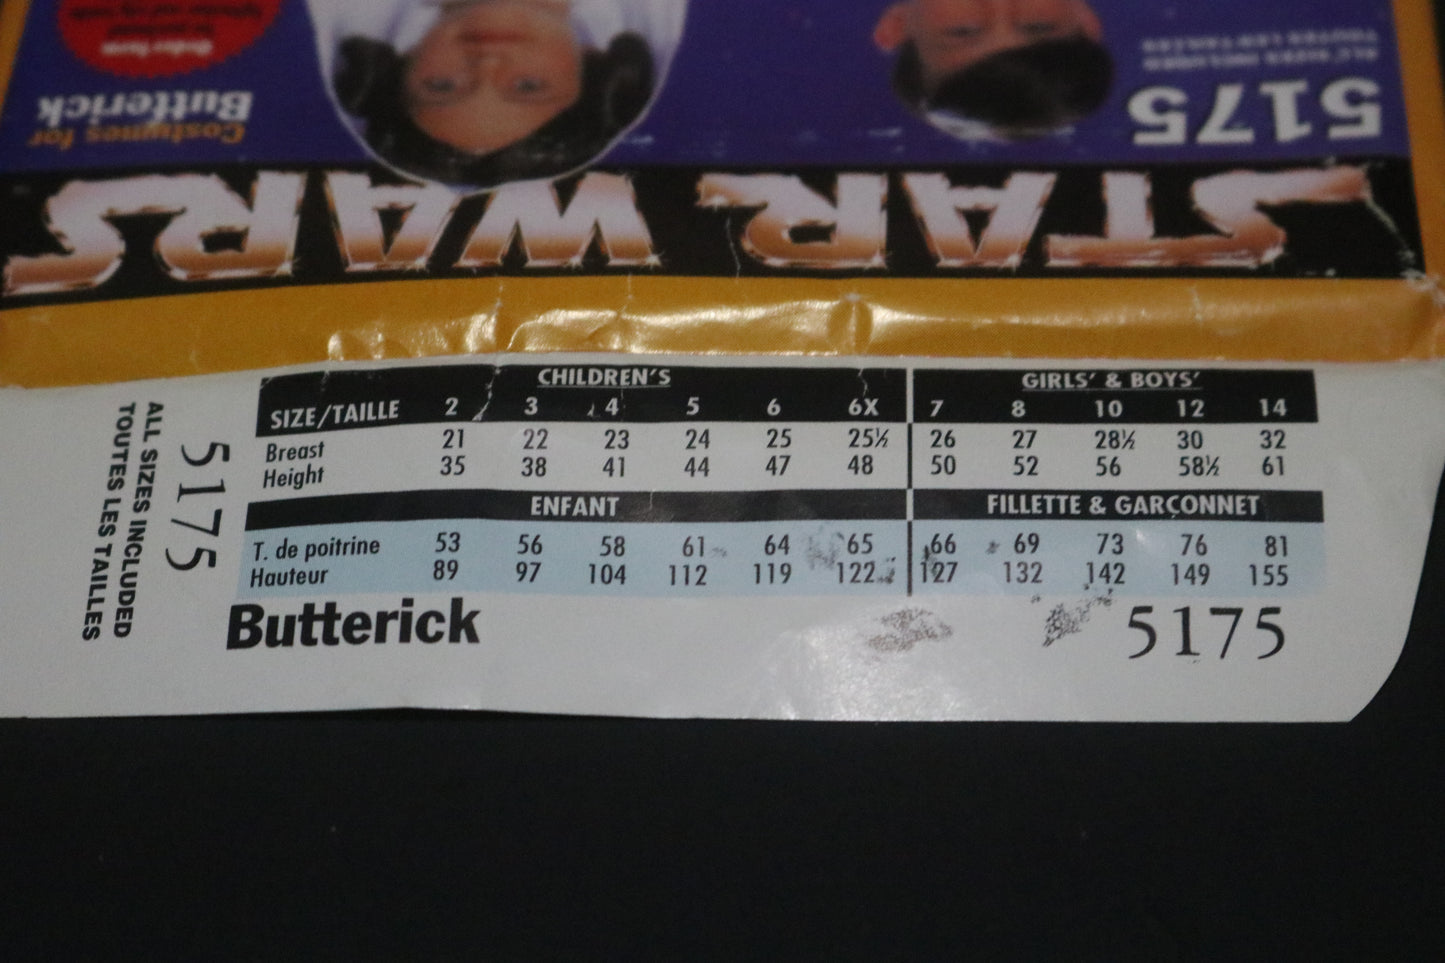 Order form
Costumes for
Butterick
5175
ALL SIZES INCLUDED
TOUTES LES TAILLES
STAR WARS
CHILDREN'S GIRLS' & BOYS'
SIZE/TAILLE 2 3 4 5 6 6X 7 8 10 12 14
Breast 21 22 23 24 25 25½ 26 27 28½ 30 32
Height 35 38 41 44 47 48 50 52 56 58½ 61
ENFANT FILLETTE & GARÇONNET
T. de poitrine 53 56 58 61 64 65 66 69 73 76 81
Hauteur 89 97 104 112 119 122 127 132 142 149 155
Butterick 5175
5175
ALL SIZES INCLUDED
TOUTES LES TAILLES